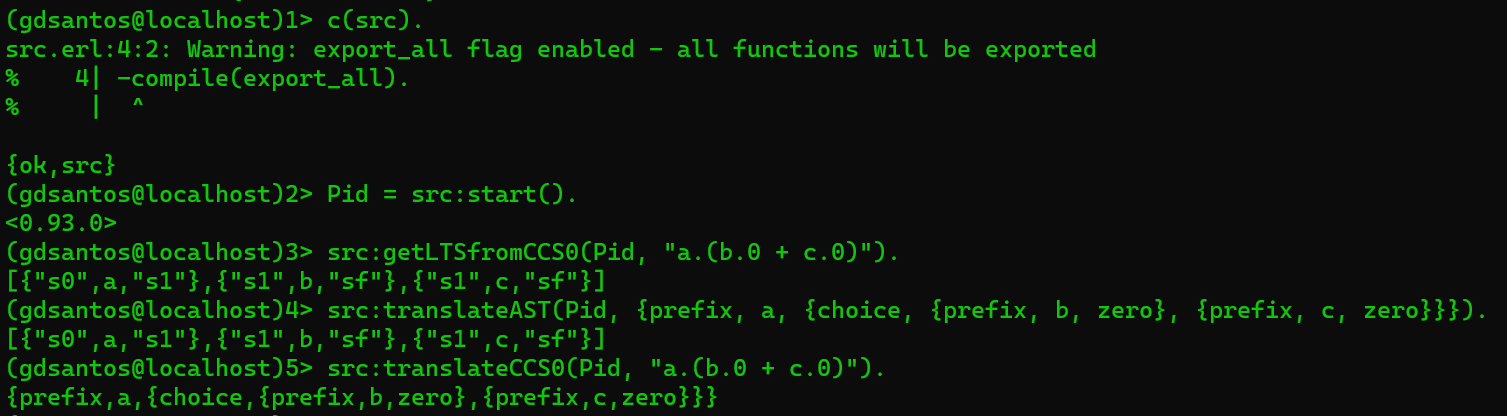 (gdsantos@localhost)1> c(src).
src.erl:4:2: Warning: export_all flag enabled - all functions will be exported
%    4| -compile(export_all).
%     |  ^
{ok,src}
(gdsantos@localhost)2> Pid = src:start().
<0.93.0>
(gdsantos@localhost)3> src:getLTSfromCCS0(Pid, "a.(b.0 + c.0)").
[{"s0",a,"s1"},{"s1",b,"sf"},{"s1",c,"sf"}]
(gdsantos@localhost)4> src:translateAST(Pid, {prefix, a, {choice, {prefix, b, zero}, {prefix, c, zero}}}).
[{"s0",a,"s1"},{"s1",b,"sf"},{"s1",c,"sf"}]
(gdsantos@localhost)5> src:translateCCS0(Pid, "a.(b.0 + c.0)").
{prefix,a,{choice,{prefix,b,zero},{prefix,c,zero}}}